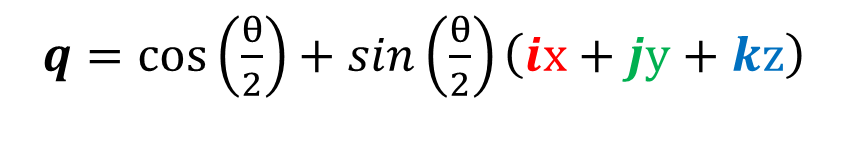 q = cos(θ/2) + sin(θ/2)(ix + jy + kz)